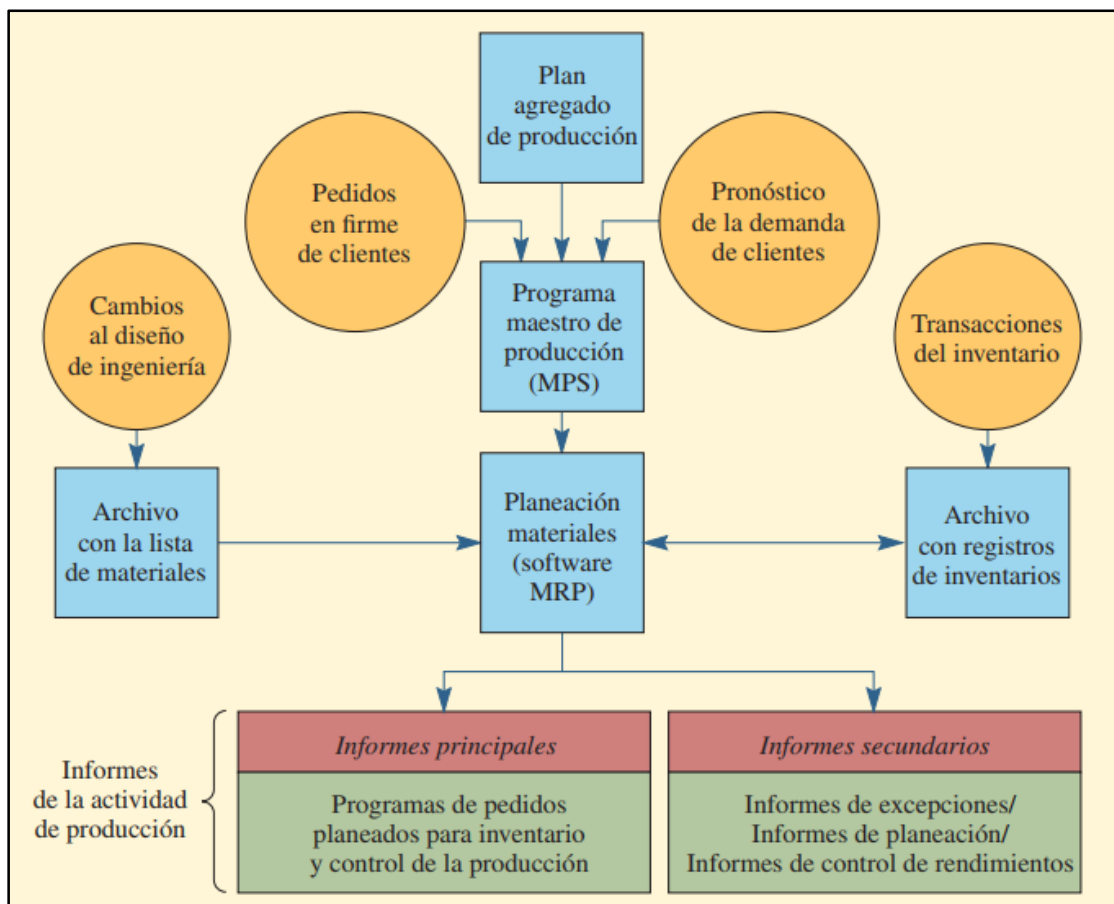 Plan
agregado
de producción
Pedidos
en firme
de clientes
Pronóstico
de la demanda
de clientes
Cambios
al diseño
de ingeniería
Programa
maestro de
producción
(MPS)
Transacciones
del inventario
Archivo
con la lista
de materiales
Planeación
materiales
(software
MRP)
Archivo
con registros
de inventarios
Informes
de la actividad
de producción
Informes principales
Programas de pedidos
planeados para inventario
y control de la producción
Informes secundarios
Informes de excepciones/
Informes de planeación/
Informes de control de rendimientos